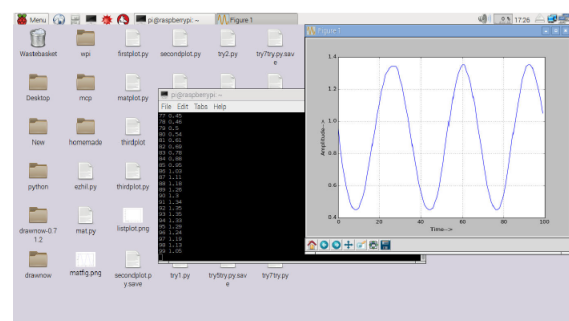 Menu
pi@raspberrypi: ~
Figure 1
0 %
17:26
Wastebasket
wpi
firstplot.py
secondplot.py
try2.py
try7try.py.sav
e
Desktop
mcp
matplot.py
New
homemade
thirdplot
python
ezhil.py
thirdplot.py
drawnow-0.7
1.2
mat.py
listplot.png
drawnow
matfig.png
secondplot.p
y.save
try1.py
try5try.py.sav
e
try7try.py
pi@raspberrypi: ~
File Edit Tabs Help
77 0.45
78 0.46
79 0.5
80 0.54
81 0.61
82 0.68
83 0.78
84 0.86
85 0.95
86 1.03
87 1.11
88 1.18
89 1.25
90 1.3
91 1.34
92 1.35
93 1.35
94 1.33
95 1.29
96 1.24
97 1.19
98 1.13
99 1.05
Figure 1
1.4
1.2
1.0
0.8
0.6
0.4
Amplitude-->
0 20 40 60 80 100
Time-->